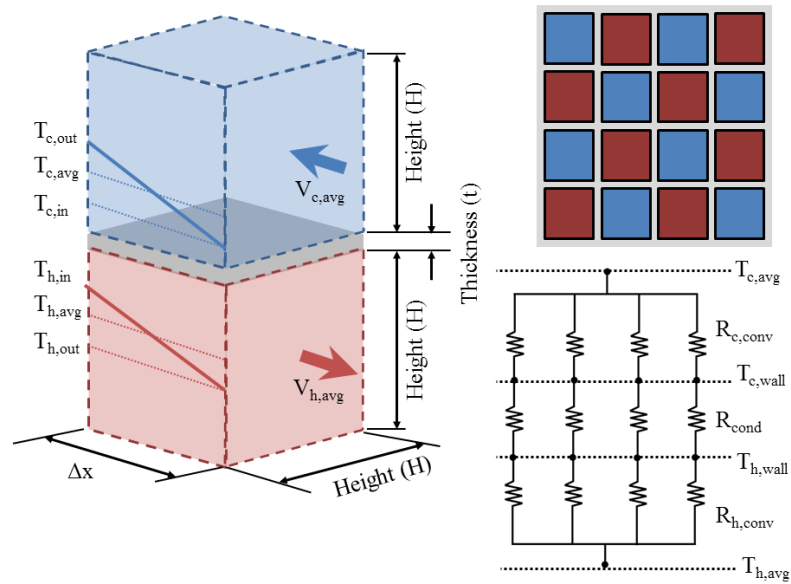 T_c,out
T_c,avg
T_c,in
V_c,avg
Height (H)
Thickness (t)
T_h,in
T_h,avg
T_h,out
V_h,avg
Height (H)
Δx
Height (H)
T_c,avg
R_c,conv
T_c,wall
R_cond
T_h,wall
R_h,conv
T_h,avg